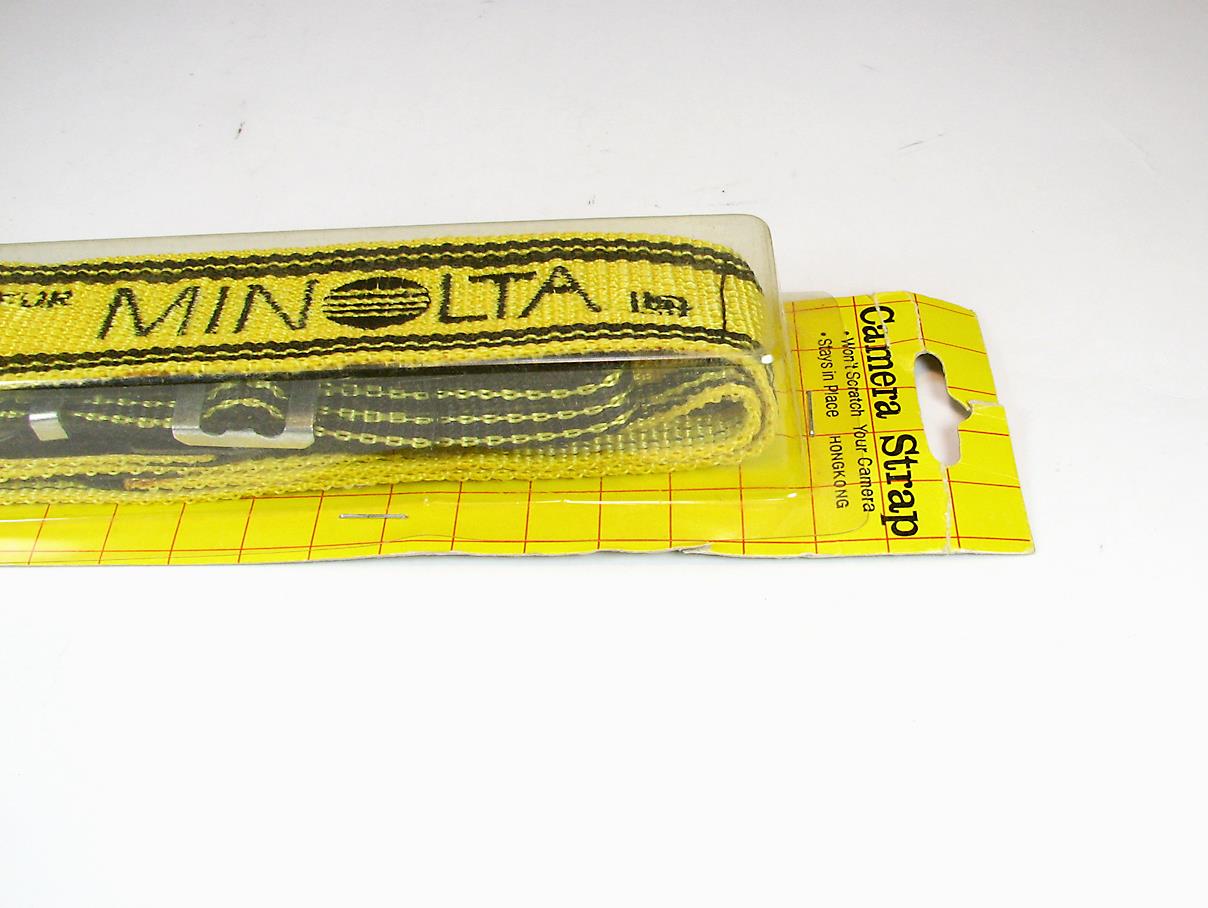 FOR MINOLTA
Camera Strap
• Won't Scratch Your Camera
• Stays in Place HONGKONG